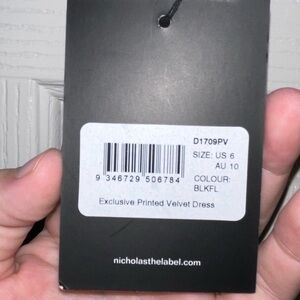 D1709PV
SIZE: US 6
AU 10
COLOUR:
BLKFL
9 346729 506784
Exclusive Printed Velvet Dress
nicholasthelabel.com